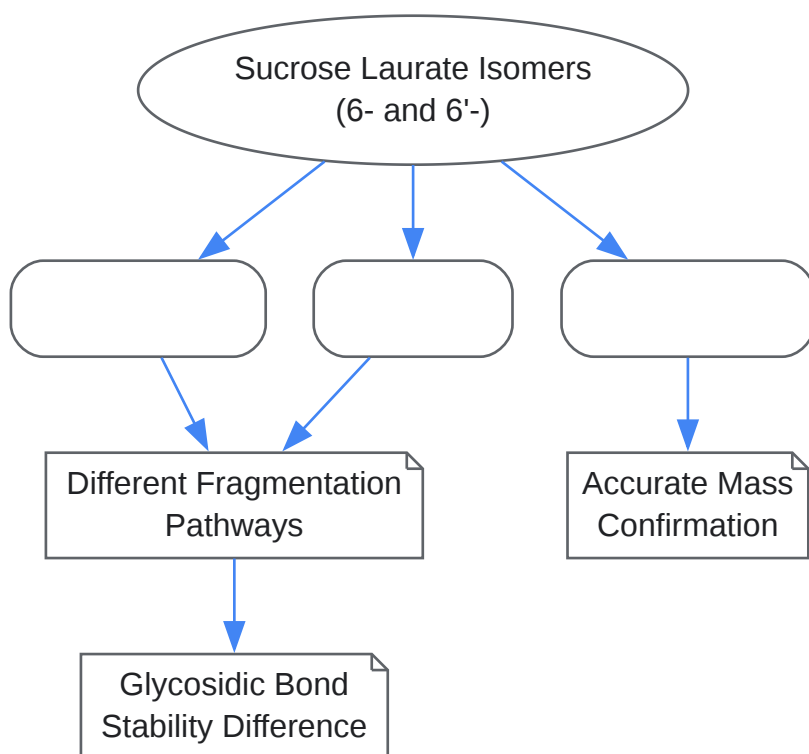 Sucrose Laurate Isomers
(6- and 6'-)
Different Fragmentation
Pathways
Accurate Mass
Confirmation
Glycosidic Bond
Stability Difference